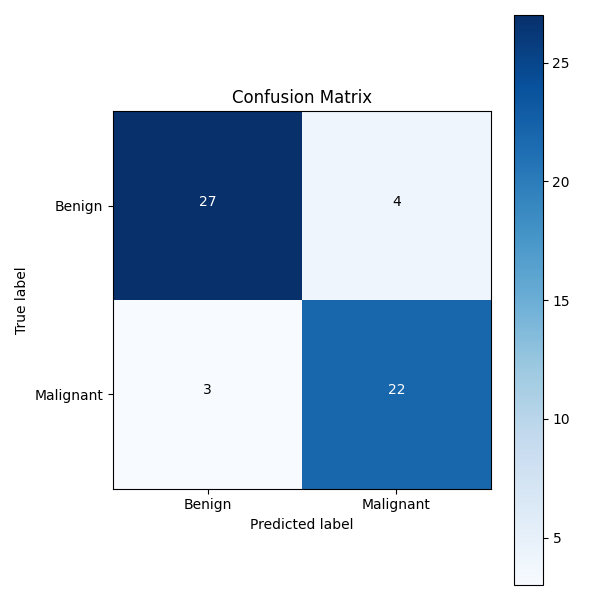 Confusion Matrix
True label
Benign
27
4
Malignant
3
22
Benign
Malignant
Predicted label
25
20
15
10
5